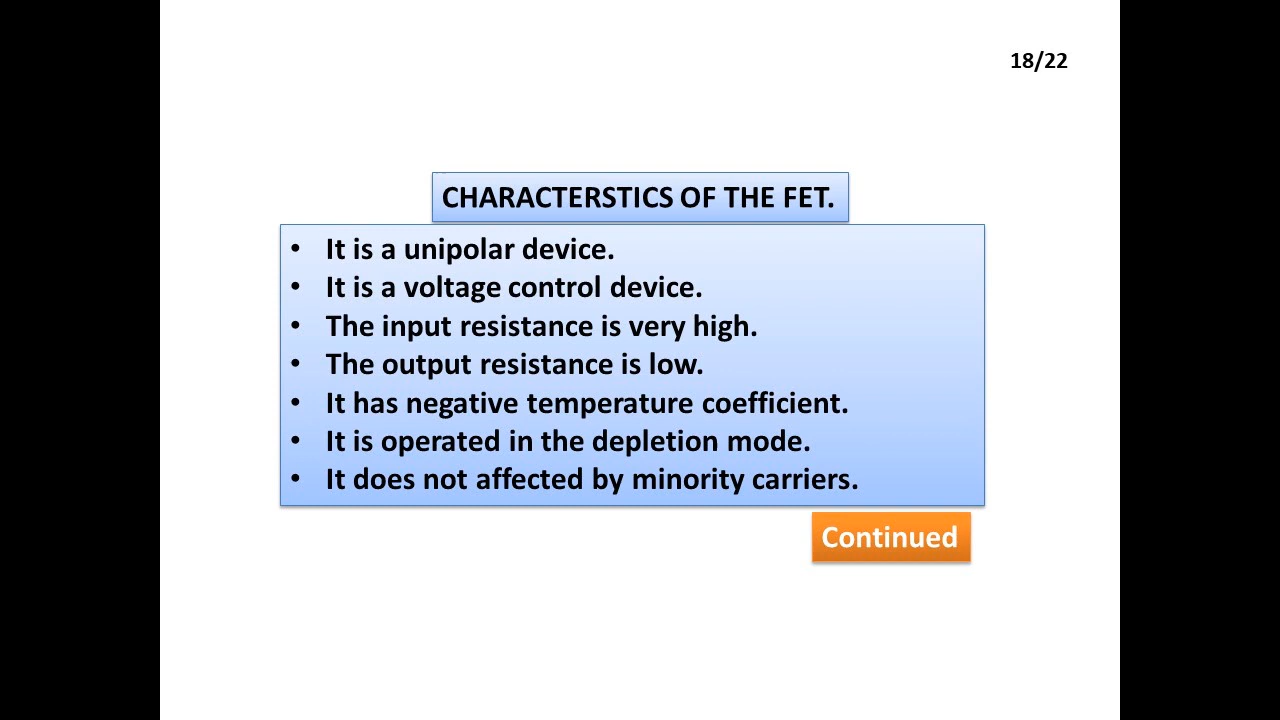 18/22
CHARACTERSTICS OF THE FET.
• It is a unipolar device.
• It is a voltage control device.
• The input resistance is very high.
• The output resistance is low.
• It has negative temperature coefficient.
• It is operated in the depletion mode.
• It does not affected by minority carriers.
Continued